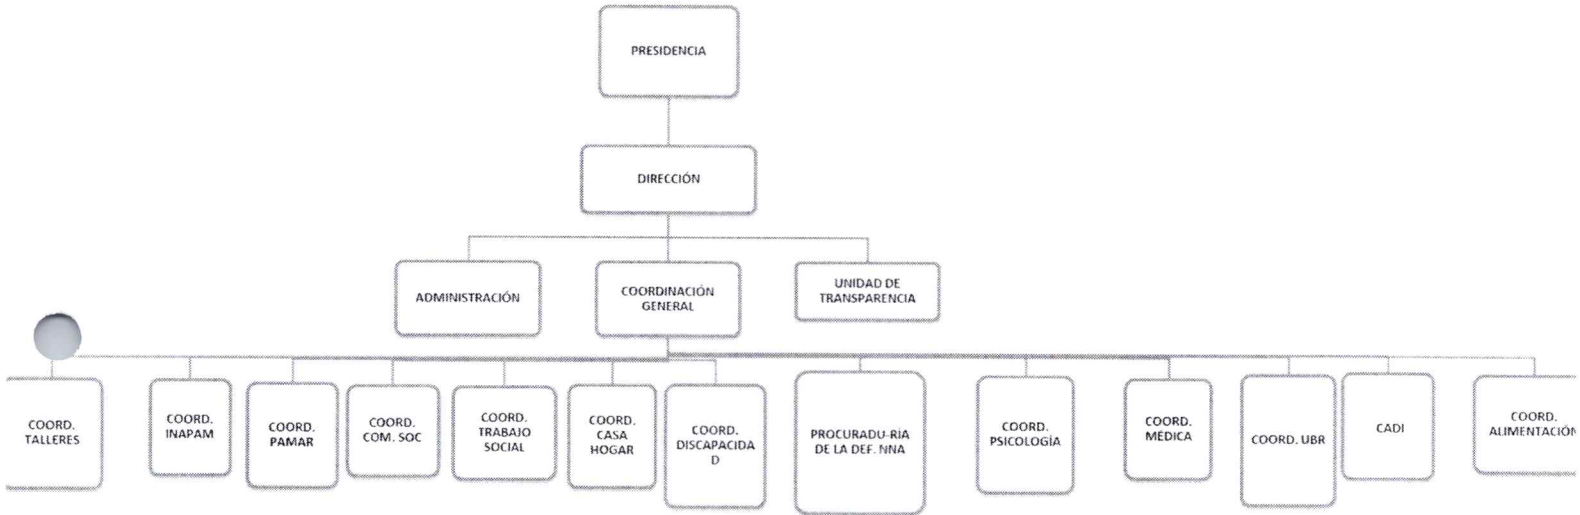 PRESIDENCIA
DIRECCIÓN
ADMINISTRACIÓN
COORDINACIÓN
GENERAL
UNIDAD DE
TRANSPARENCIA
COORD.
TALLERES
COORD.
INAPAM
COORD.
PAMAR
COORD.
COM. SOC
COORD.
TRABAJO
SOCIAL
COORD.
CASA
HOGAR
COORD.
DISCAPACIDA
D
PROCURADU-RÍA
DE LA DEF. NNA
COORD.
PSICOLOGÍA
COORD.
MÉDICA
COORD. UBR
CADI
COORD.
ALIMENTACIÓN